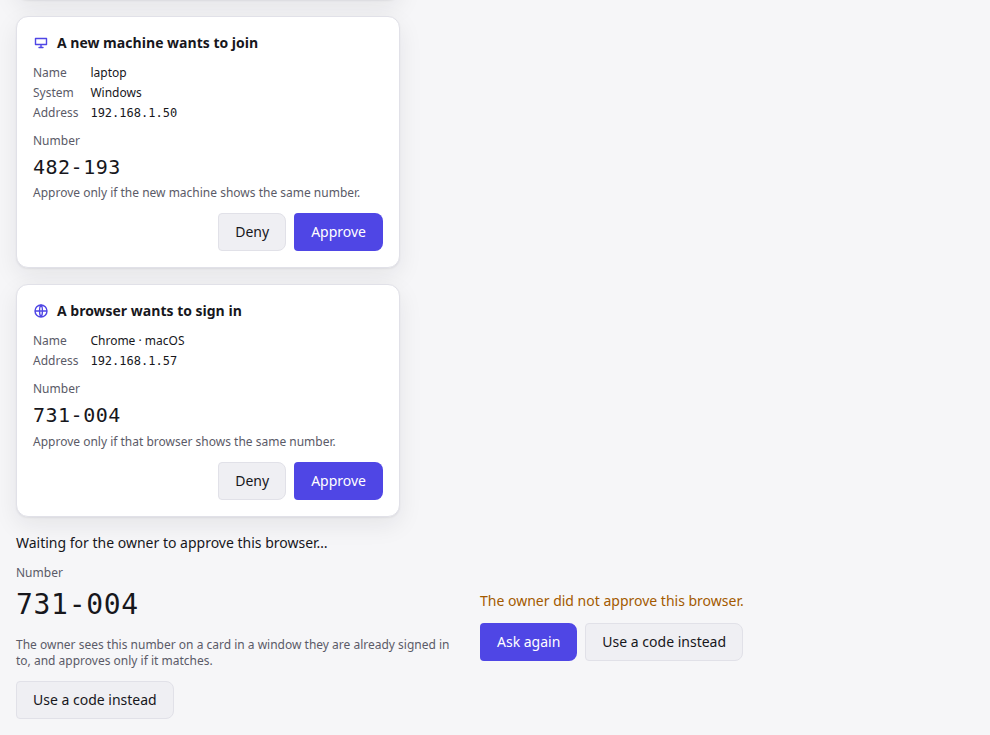 A new machine wants to join
Name laptop
System Windows
Address 192.168.1.50
Number
482-193
Approve only if the new machine shows the same number.
Deny Approve
A browser wants to sign in
Name Chrome · macOS
Address 192.168.1.57
Number
731-004
Approve only if that browser shows the same number.
Deny Approve
Waiting for the owner to approve this browser...
Number
731-004
The owner sees this number on a card in a window they are already signed in
to, and approves only if it matches.
Use a code instead
The owner did not approve this browser.
Ask again Use a code instead